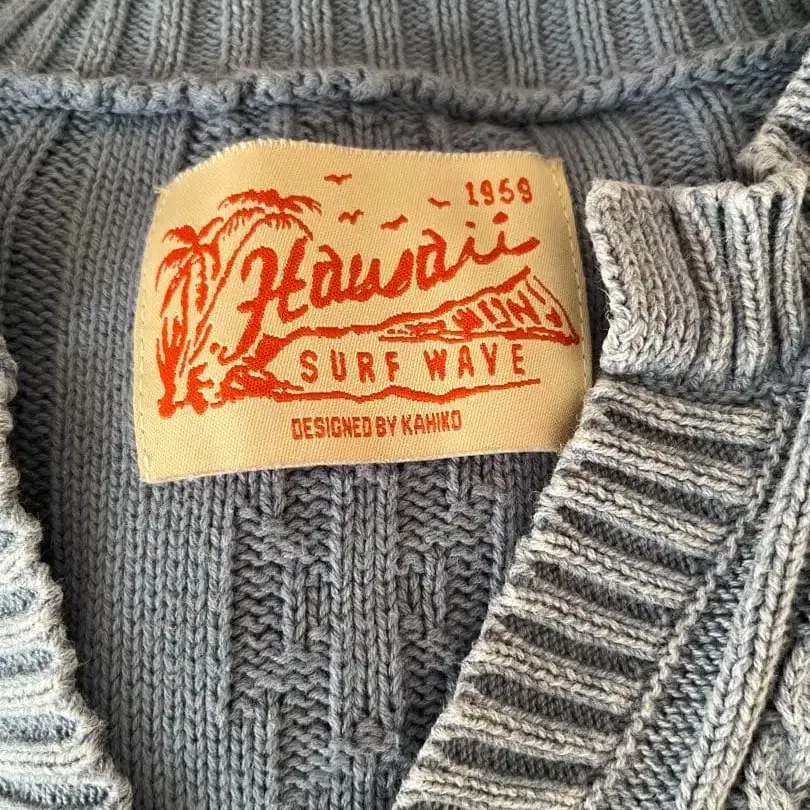 1959
Hawaii
SURF WAVE
DESIGNED BY KAHIKO